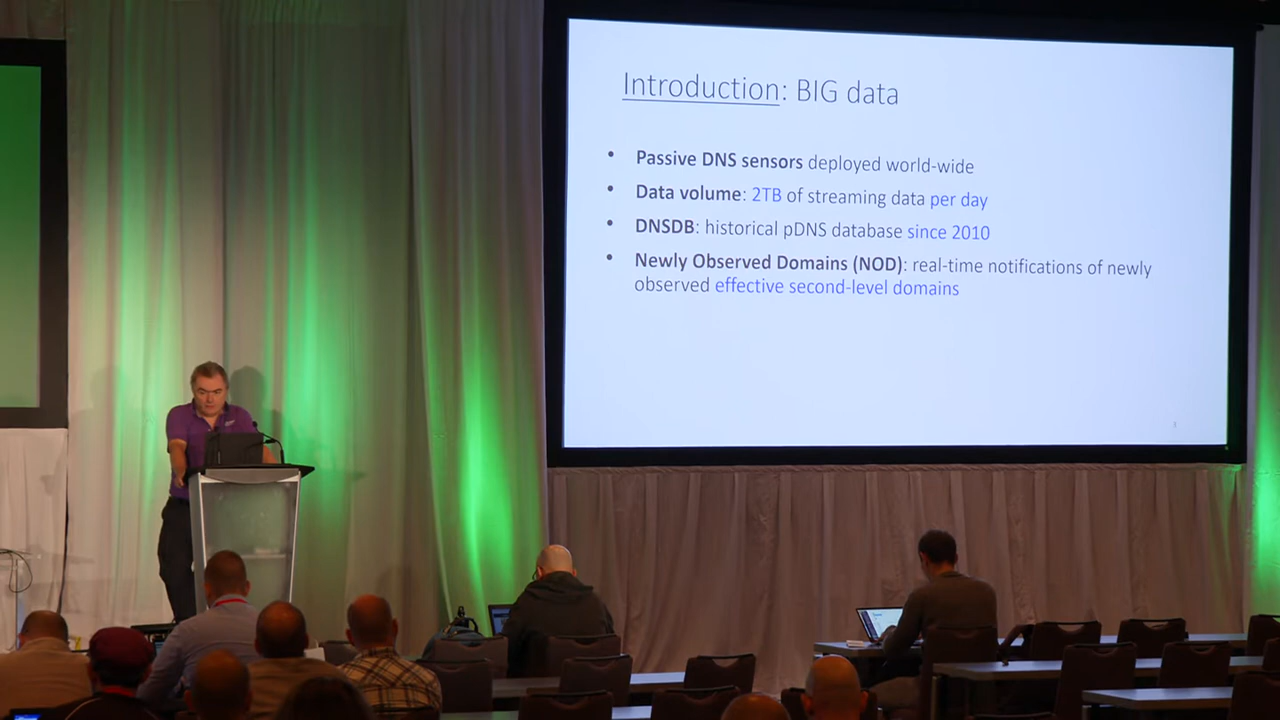 Introduction: BIG data
• Passive DNS sensors deployed world-wide
• Data volume: 2TB of streaming data per day
• DNSDB: historical pDNS database since 2010
• Newly Observed Domains (NOD): real-time notifications of newly
observed effective second-level domains